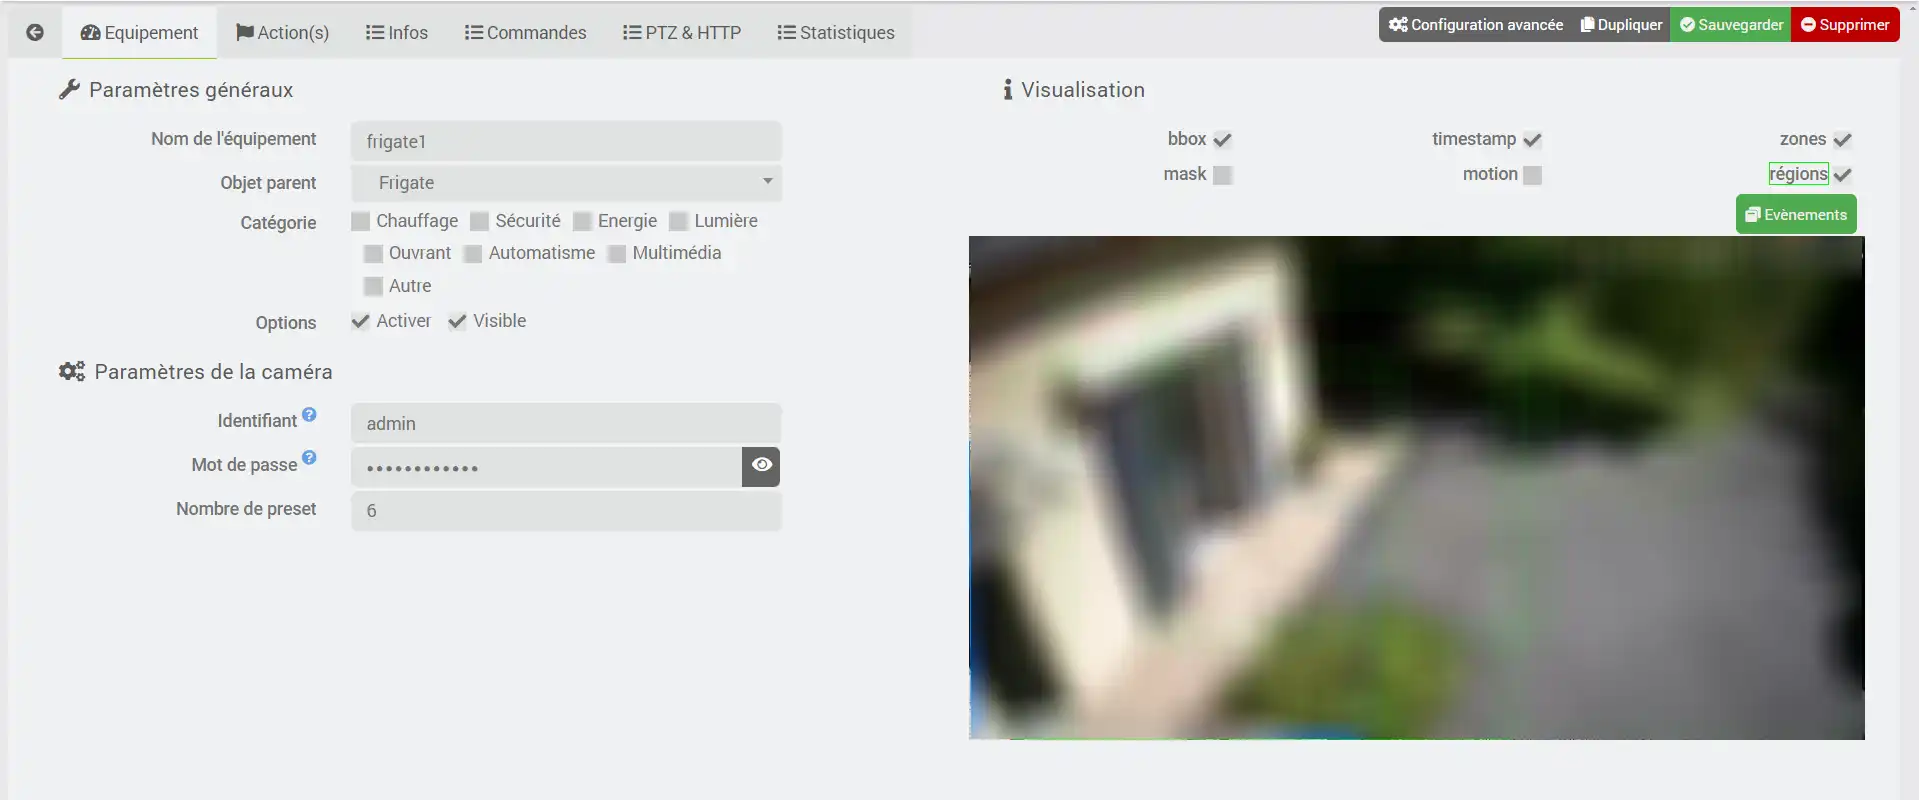 Equipement Action(s) Infos Commandes PTZ & HTTP Statistiques Configuration avancée Dupliquer Sauvegarder Supprimer
Paramètres généraux
Nom de l'équipement frigate1
Objet parent Frigate
Catégorie Chauffage Sécurité Energie Lumière
Ouvrant Automatisme Multimédia
Autre
Options Activer Visible
Paramètres de la caméra
Identifiant ? admin
Mot de passe ? ••••••••••••
Nombre de preset 6
Visualisation
bbox timestamp zones
mask motion régions
Evènements